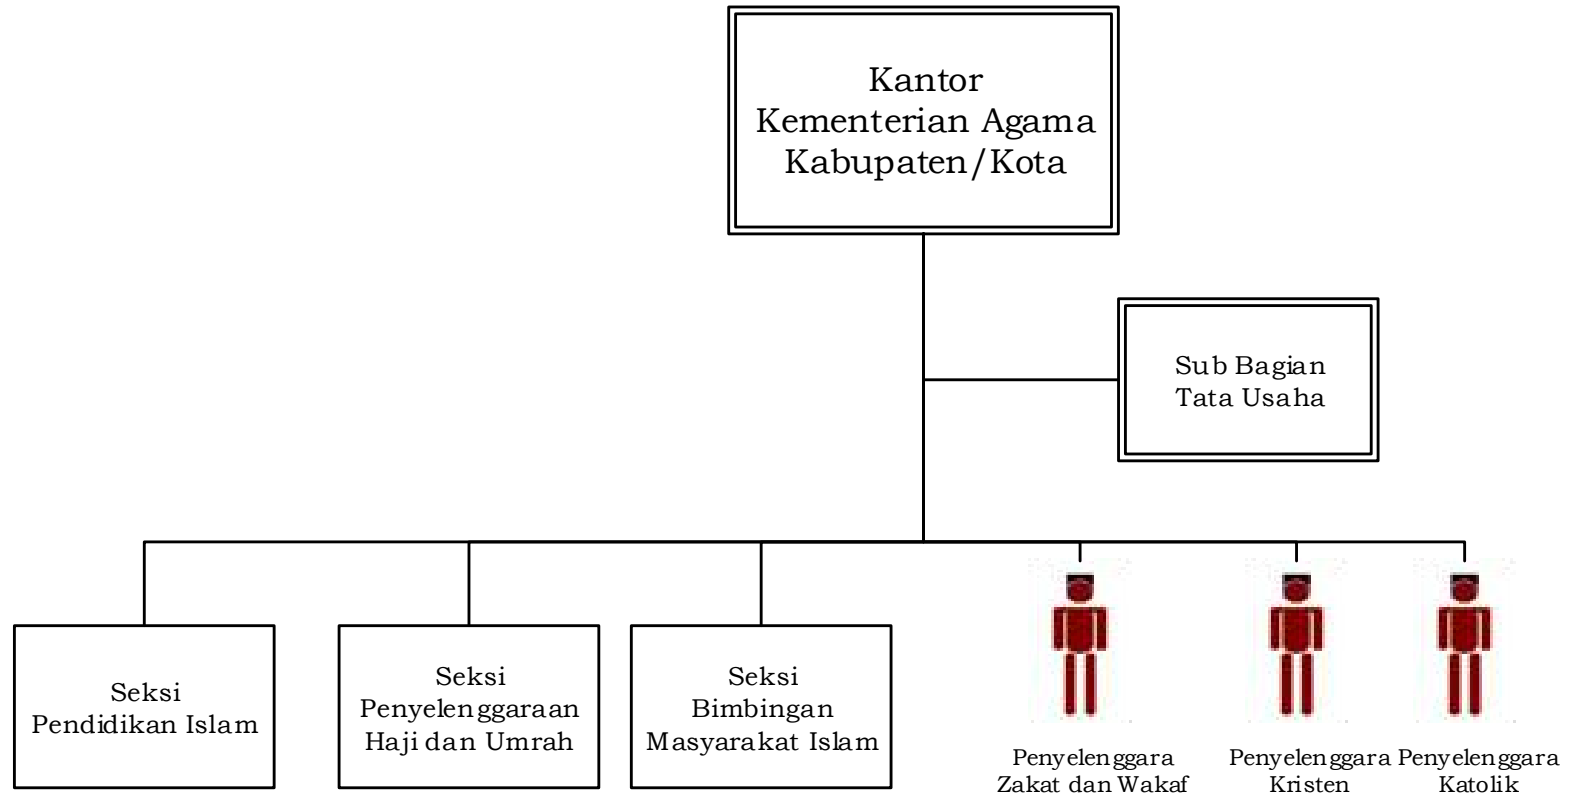 Kantor
Kementerian Agama
Kabupaten/Kota
Sub Bagian
Tata Usaha
Seksi
Pendidikan Islam
Seksi
Penyelenggaraan
Haji dan Umrah
Seksi
Bimbingan
Masyarakat Islam
Penyelenggara
Zakat dan Wakaf
Penyelenggara
Kristen
Penyelenggara
Katolik